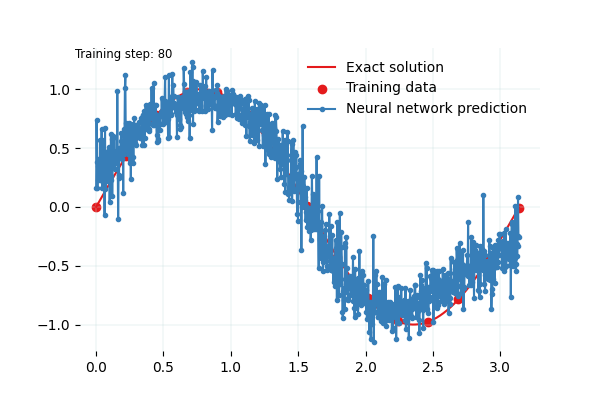 Training step: 80
Exact solution
Training data
Neural network prediction
1.0
0.5
0.0
−0.5
−1.0
0.0 0.5 1.0 1.5 2.0 2.5 3.0